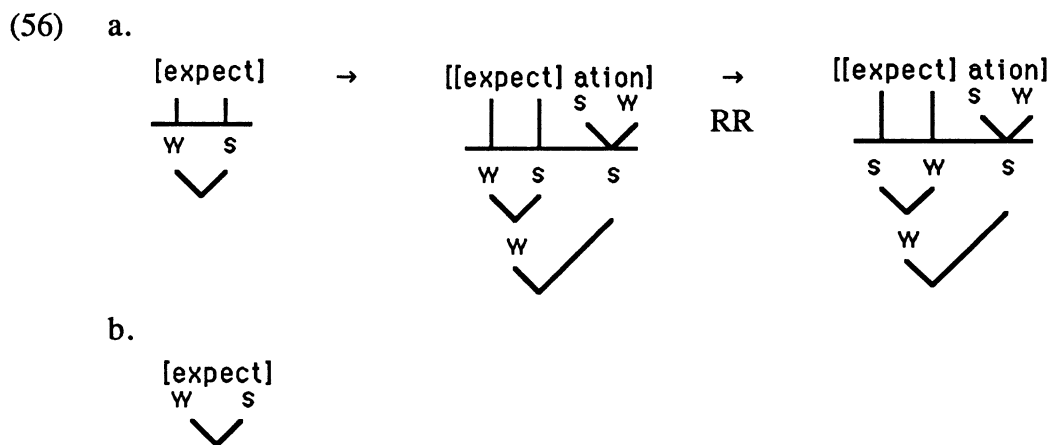 (56) a.
[expect] → [[expect] ation] → [[expect] ation]
s w s w
RR
w s w s s s w s
w w
b.
[expect]
w s